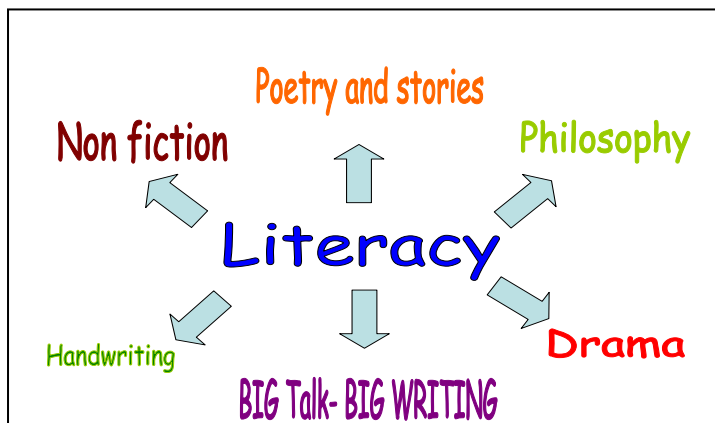 Poetry and stories
Non fiction
Philosophy
Literacy
Handwriting
Drama
BIG Talk- BIG WRITING